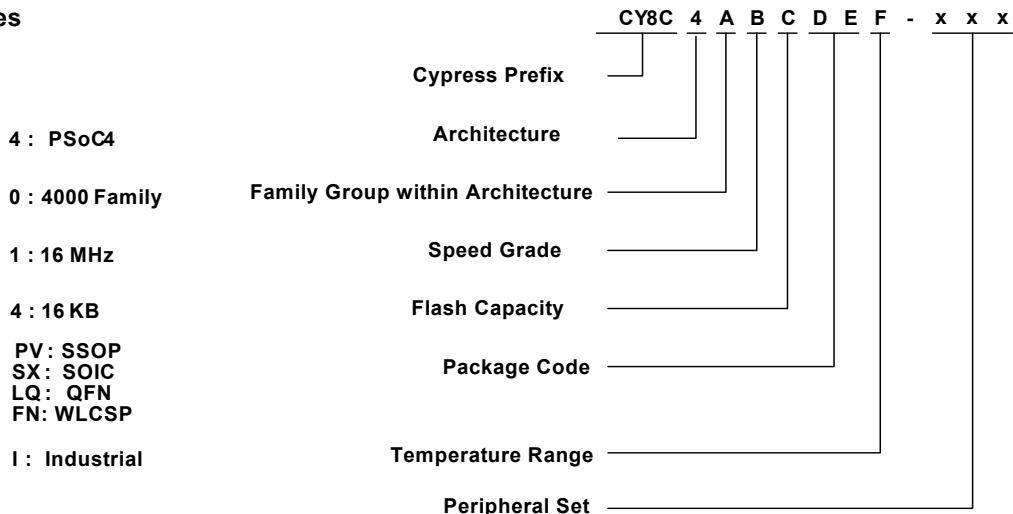 es
CY8C 4 A B C D E F - x x x
Cypress Prefix
4 : PSoC4 Architecture
0 : 4000 Family Family Group within Architecture
1 : 16 MHz Speed Grade
4 : 16 KB Flash Capacity
PV : SSOP
SX : SOIC
LQ : QFN
FN: WLCSP
Package Code
I : Industrial Temperature Range
Peripheral Set